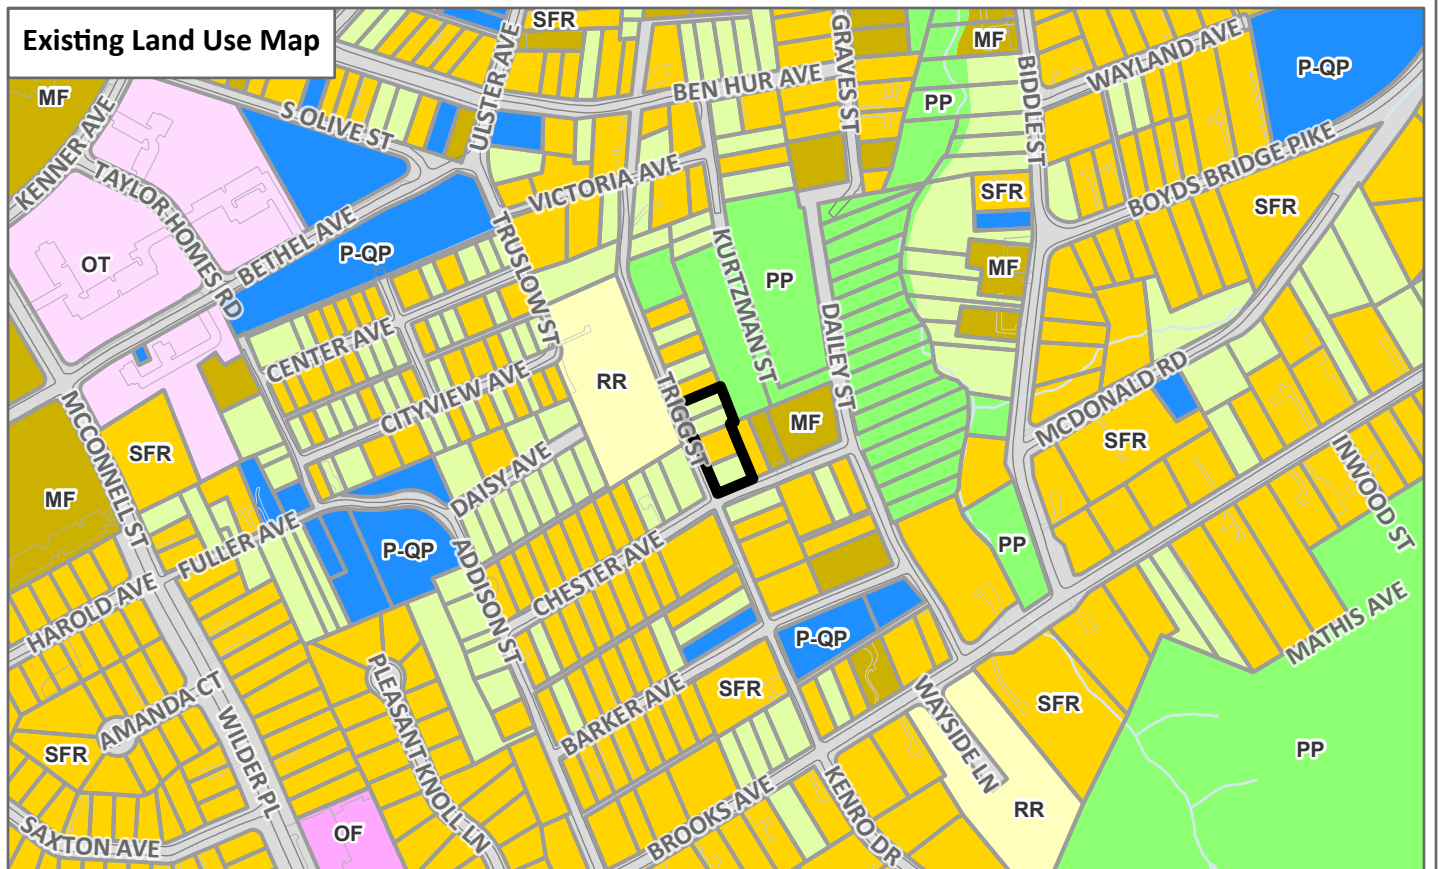 Existing Land Use Map
SFR
MF
KENNER AVE
S OLIVE ST
ULSTER AVE
BEN HUR AVE
GRAVES ST
PP
MF
BIDDLE ST
WAYLAND AVE
P-QP
TAYLOR HOMES RD
BETHEL AVE
P-QP
VICTORIA AVE
TRUSLOW ST
KURTZMAN ST
PP
DAILEY ST
SFR
MF
BOYDS BRIDGE PIKE
SFR
OT
CENTER AVE
CITYVIEW AVE
RR
TRIGG ST
MF
MCDONALD RD
SFR
INWOOD ST
MCCONNELL ST
SFR
MF
DAISY AVE
FULLER AVE
P-QP
ADDISON ST
CHESTER AVE
PP
MATHIS AVE
HAROLD AVE
P-QP
SFR
BARKER AVE
WAYSIDE LN
SFR
PP
AMANDA CT
SFR
WILDER PL
PLEASANT KNOLL LN
RR
SAXTON AVE
OF
BROOKS AVE
KENRO DR